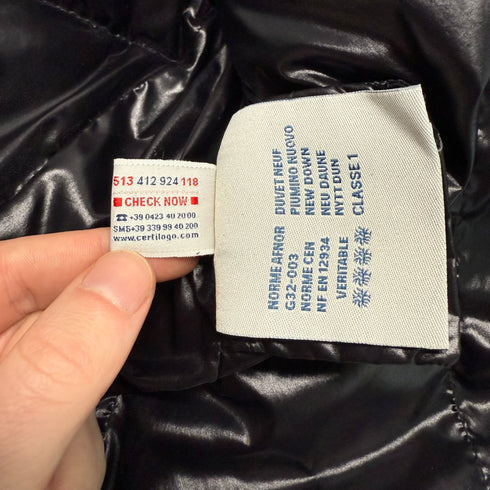 513 412 924 118
CHECK NOW
☎ +39 0423 40 20 00
SMS+39 339 99 40 200
www.certilogo.com
NORME AFNOR
G32-003
NORME CEN
NF EN 12934
VERITABLE
DUVET NEUF
PIUMINO NUOVO
NEW DOWN
NEU DAUNE
NYTT DUN
CLASSE 1